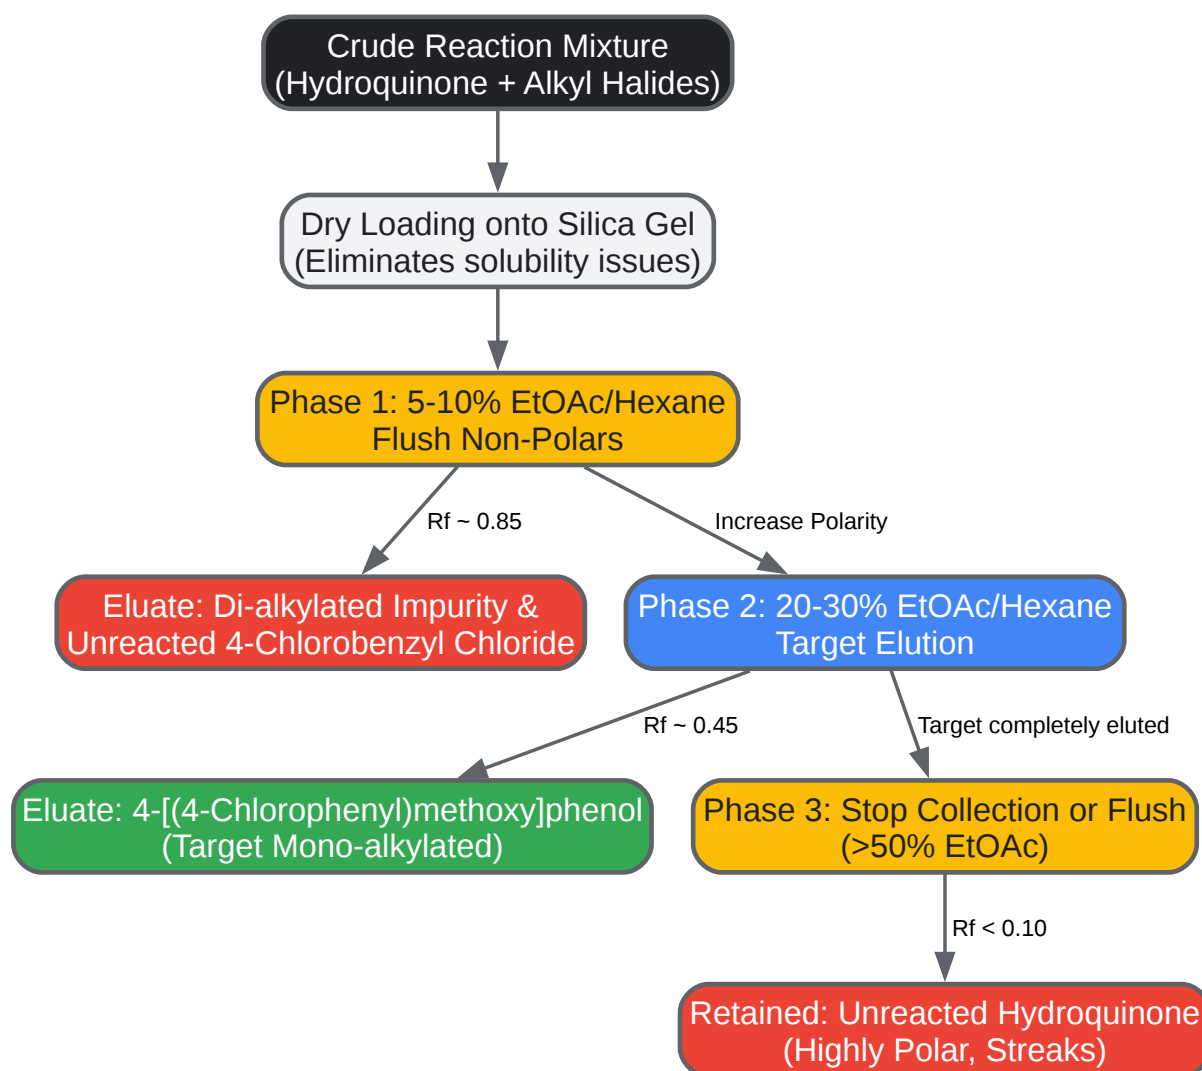 Crude Reaction Mixture
(Hydroquinone + Alkyl Halides)
Dry Loading onto Silica Gel
(Eliminates solubility issues)
Phase 1: 5-10% EtOAc/Hexane
Flush Non-Polars
Rf ~ 0.85
Increase Polarity
Eluate: Di-alkylated Impurity &
Unreacted 4-Chlorobenzyl Chloride
Phase 2: 20-30% EtOAc/Hexane
Target Elution
Rf ~ 0.45
Target completely eluted
Eluate: 4-[(4-Chlorophenyl)methoxy]phenol
(Target Mono-alkylated)
Phase 3: Stop Collection or Flush
(>50% EtOAc)
Rf < 0.10
Retained: Unreacted Hydroquinone
(Highly Polar, Streaks)